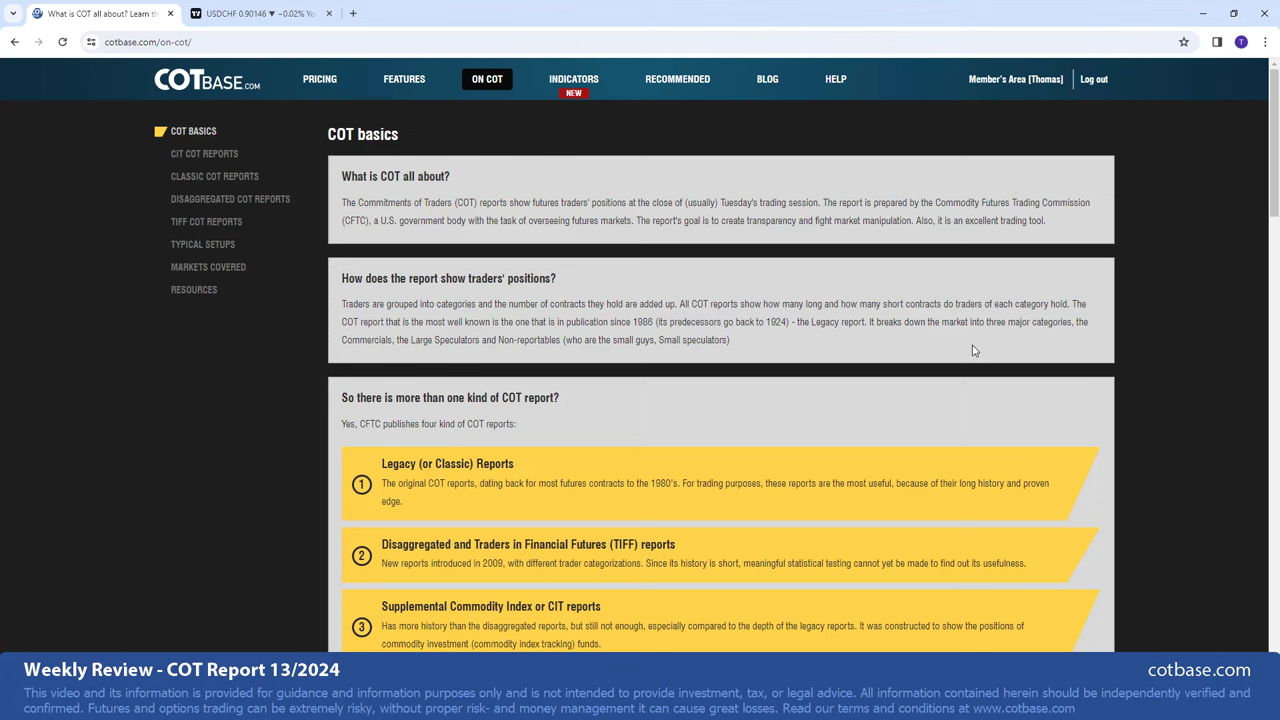 What is COT all about? Learn th
USDCHF 0.90146 ▼ −0.02% Yo
cotbase.com/on-cot/
T
COTBASE.COM
PRICING
FEATURES
ON COT
INDICATORS
NEW
RECOMMENDED
BLOG
HELP
Member's Area [Thomas]
Log out
COT BASICS
CIT COT REPORTS
CLASSIC COT REPORTS
DISAGGREGATED COT REPORTS
TIFF COT REPORTS
TYPICAL SETUPS
MARKETS COVERED
RESOURCES
COT basics
What is COT all about?
The Commitments of Traders (COT) reports show futures traders' positions at the close of (usually) Tuesday's trading session. The report is prepared by the Commodity Futures Trading Commission
(CFTC), a U.S. government body with the task of overseeing futures markets. The report's goal is to create transparency and fight market manipulation. Also, it is an excellent trading tool.
How does the report show traders' positions?
Traders are grouped into categories and the number of contracts they hold are added up. All COT reports show how many long and how many short contracts do traders of each category hold. The
COT report that is the most well known is the one that is in publication since 1986 (its predecessors go back to 1924) - the Legacy report. It breaks down the market into three major categories, the
Commercials, the Large Speculators and Non-reportables (who are the small guys, Small speculators)
So there is more than one kind of COT report?
Yes, CFTC publishes four kind of COT reports:
1
Legacy (or Classic) Reports
The original COT reports, dating back for most futures contracts to the 1980's. For trading purposes, these reports are the most useful, because of their long history and proven
edge.
2
Disaggregated and Traders in Financial Futures (TIFF) reports
New reports introduced in 2009, with different trader categorizations. Since its history is short, meaningful statistical testing cannot yet be made to find out its usefulness.
3
Supplemental Commodity Index or CIT reports
Has more history than the disaggregated reports, but still not enough, especially compared to the depth of the legacy reports. It was constructed to show the positions of
commodity investment (commodity index tracking) funds.
Weekly Review - COT Report 13/2024
cotbase.com
This video and its information is provided for guidance and information purposes only and is not intended to provide investment, tax, or legal advice. All information contained herein should be independently verified and
confirmed. Futures and options trading can be extremely risky, without proper risk- and money management it can cause great losses. Read our terms and conditions at www.cotbase.com